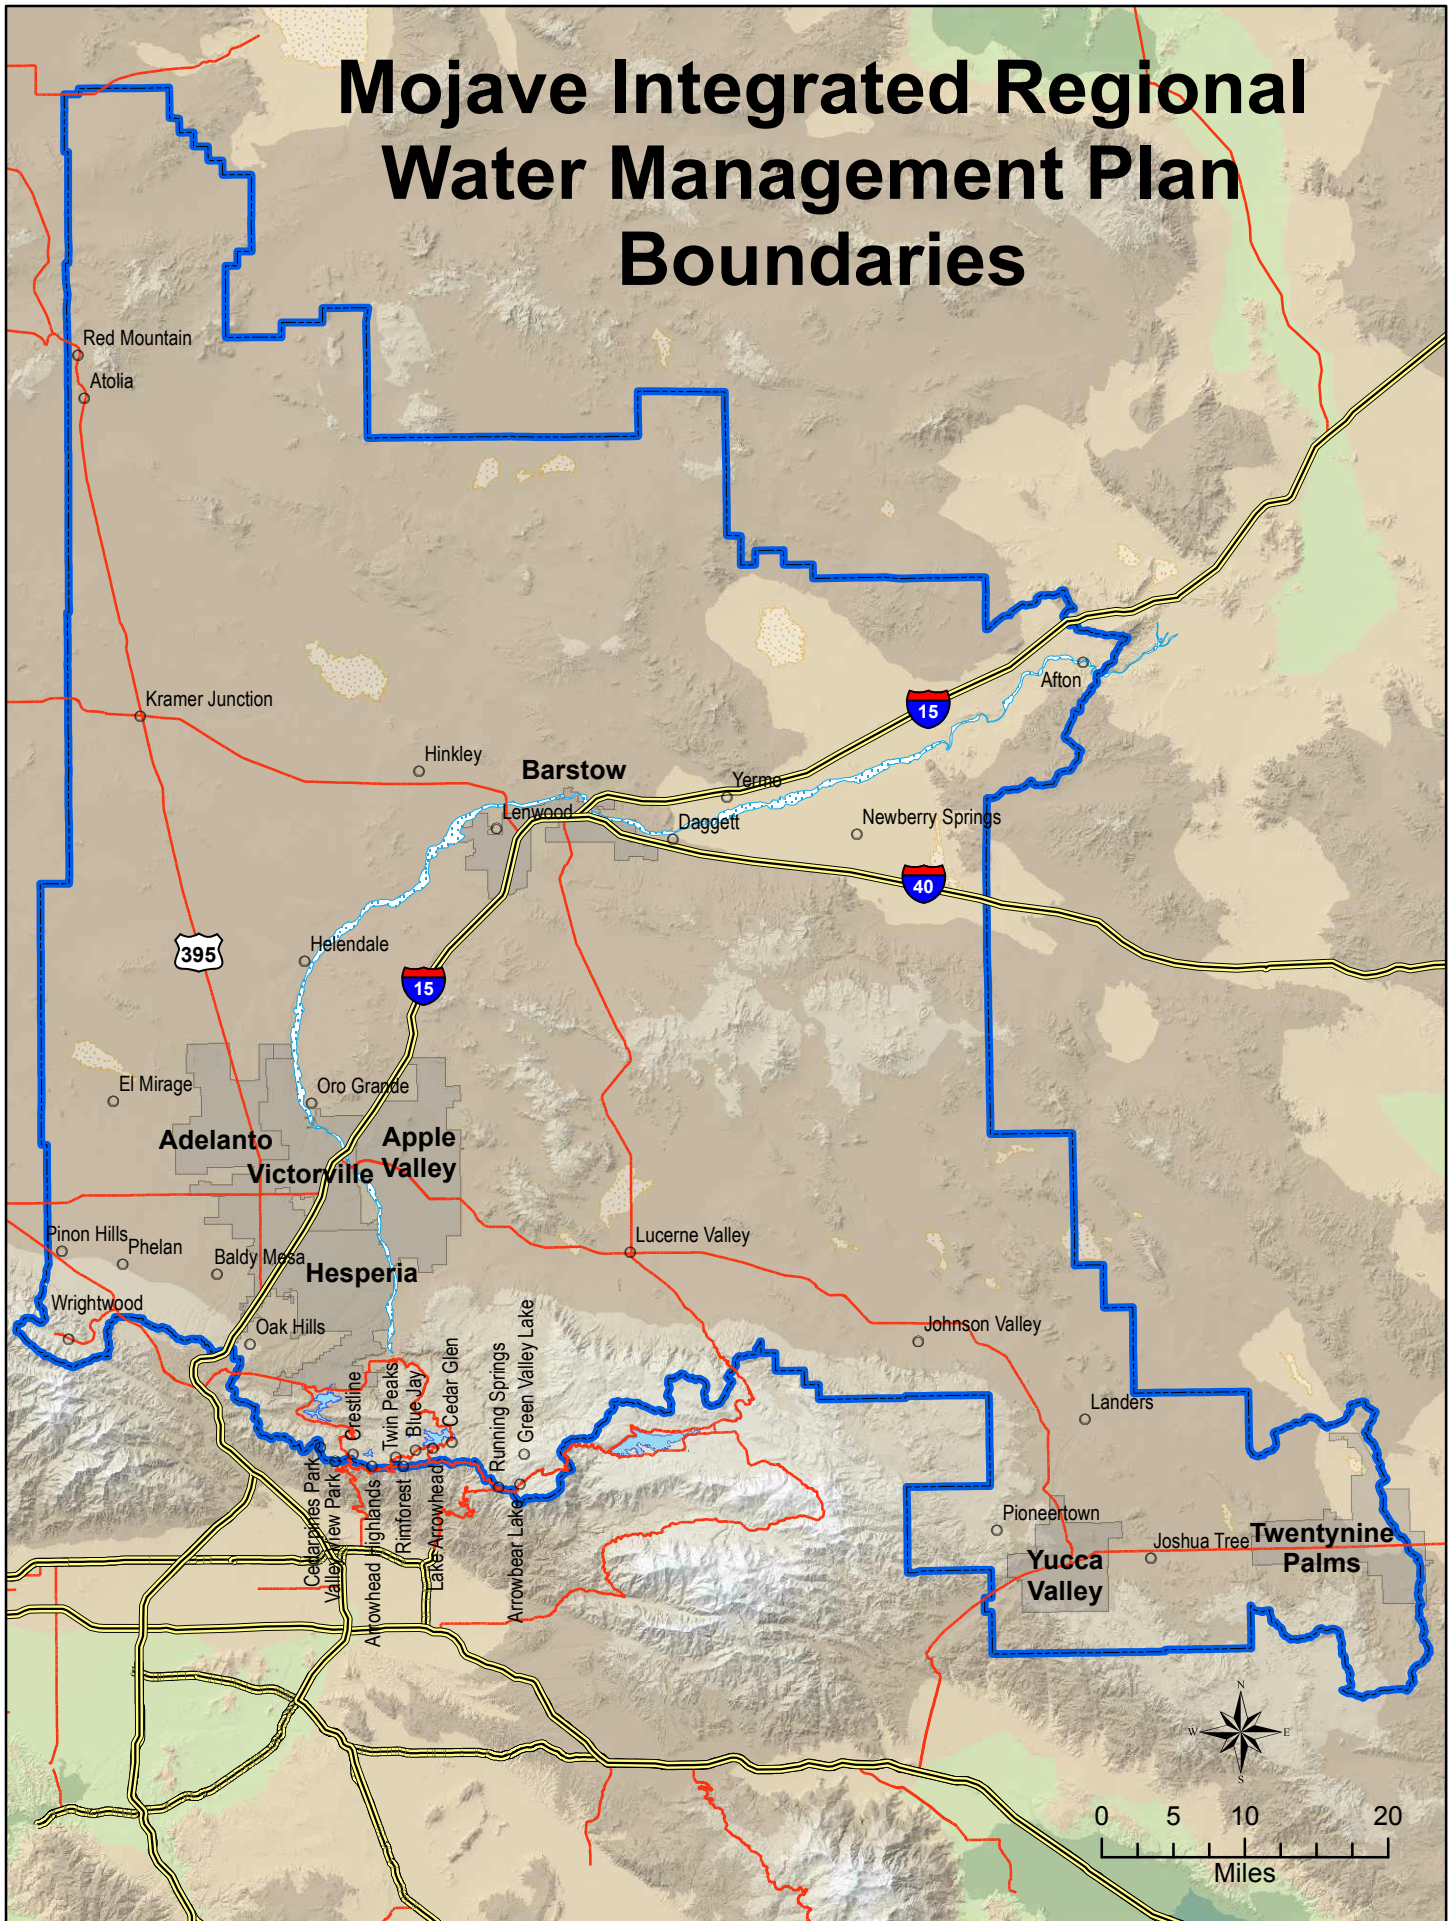 Mojave Integrated Regional
Water Management Plan
Boundaries
Red Mountain
Atolia
Kramer Junction
Hinkley
Barstow
Lenwood
Yermo
Daggett
Newberry Springs
Afton
15
40
395
Helendale
15
El Mirage
Oro Grande
Adelanto
Victorville
Apple
Valley
Pinon Hills
Phelan
Baldy Mesa
Hesperia
Lucerne Valley
Wrightwood
Oak Hills
Johnson Valley
Landers
Crestline
Twin Peaks
Blue Jay
Cedar Glen
Running Springs
Green Valley Lake
Cedarpines Park
Valley View Park
Arrowhead Highlands
Rimforest
Lake Arrowhead
Arrowbear Lake
Pioneertown
Yucca
Valley
Joshua Tree
Twentynine
Palms
N
W
E
S
0 5 10 20
Miles